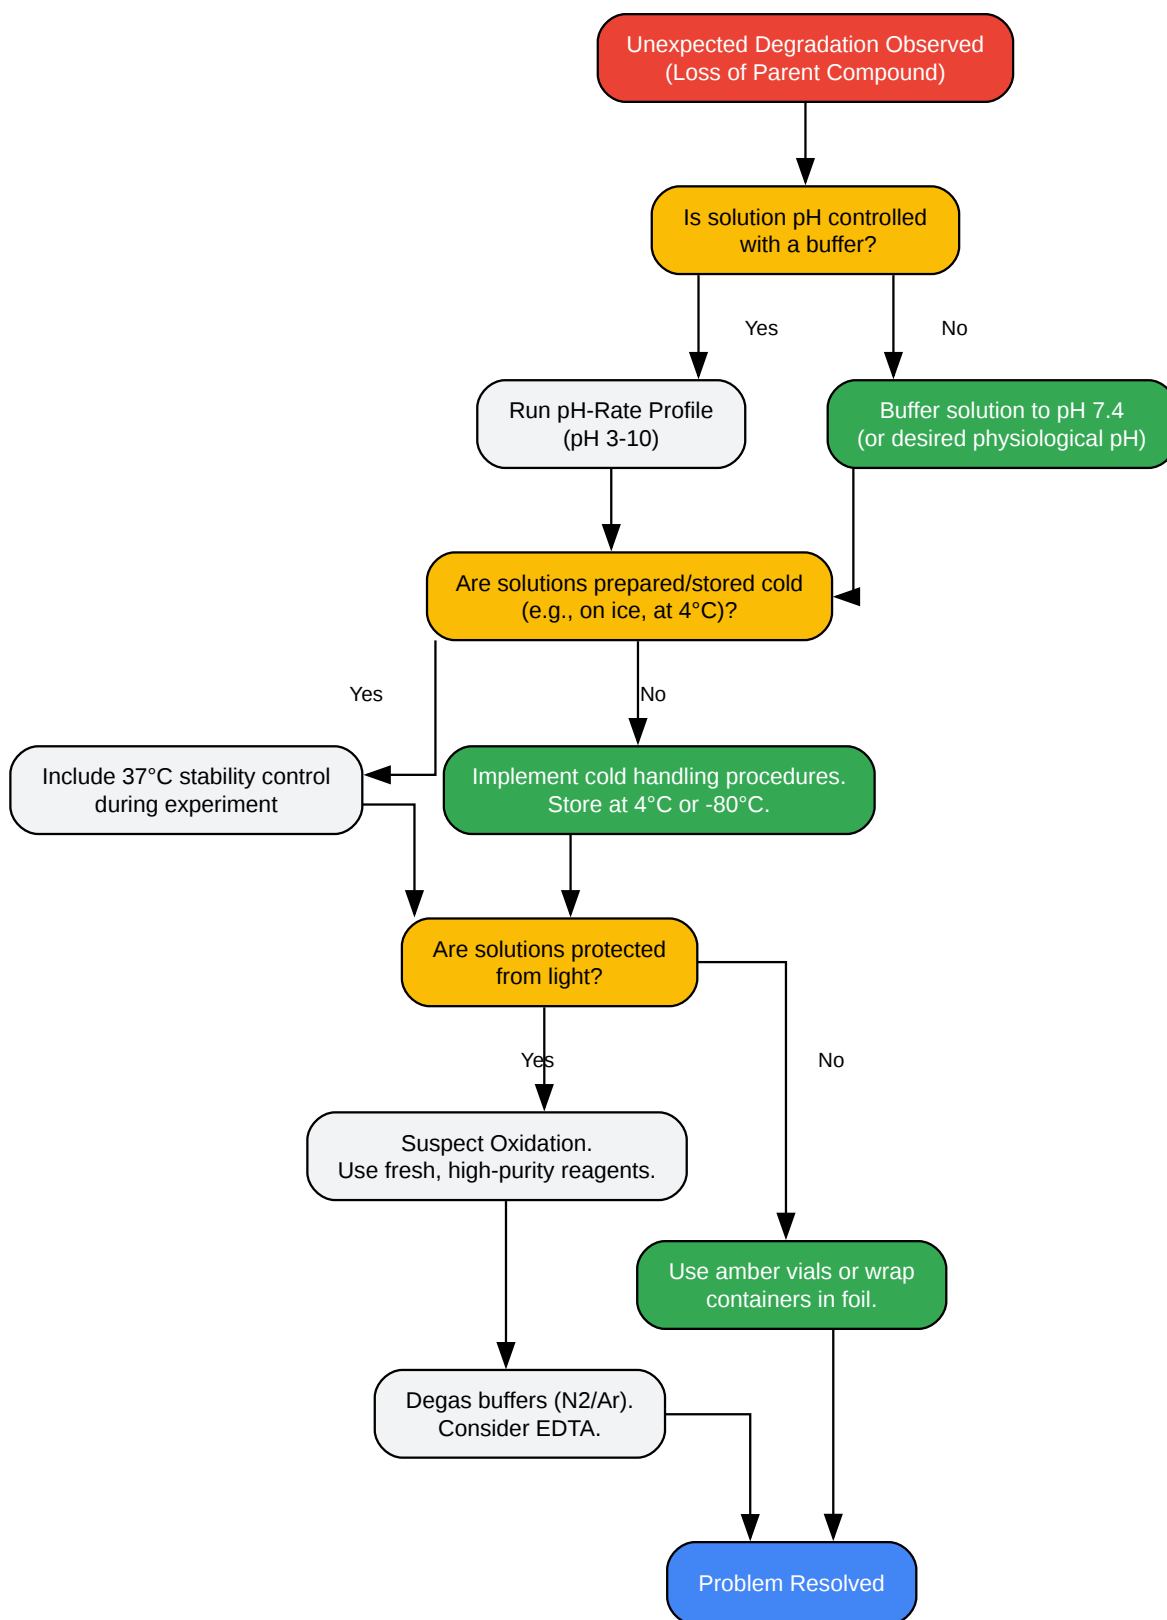 Unexpected Degradation Observed
(Loss of Parent Compound)
Is solution pH controlled
with a buffer?
Yes
No
Run pH-Rate Profile
(pH 3-10)
Buffer solution to pH 7.4
(or desired physiological pH)
Are solutions prepared/stored cold
(e.g., on ice, at 4°C)?
Yes
No
Include 37°C stability control
during experiment
Implement cold handling procedures.
Store at 4°C or -80°C.
Are solutions protected
from light?
Yes
No
Suspect Oxidation.
Use fresh, high-purity reagents.
Use amber vials or wrap
containers in foil.
Degas buffers (N2/Ar).
Consider EDTA.
Problem Resolved